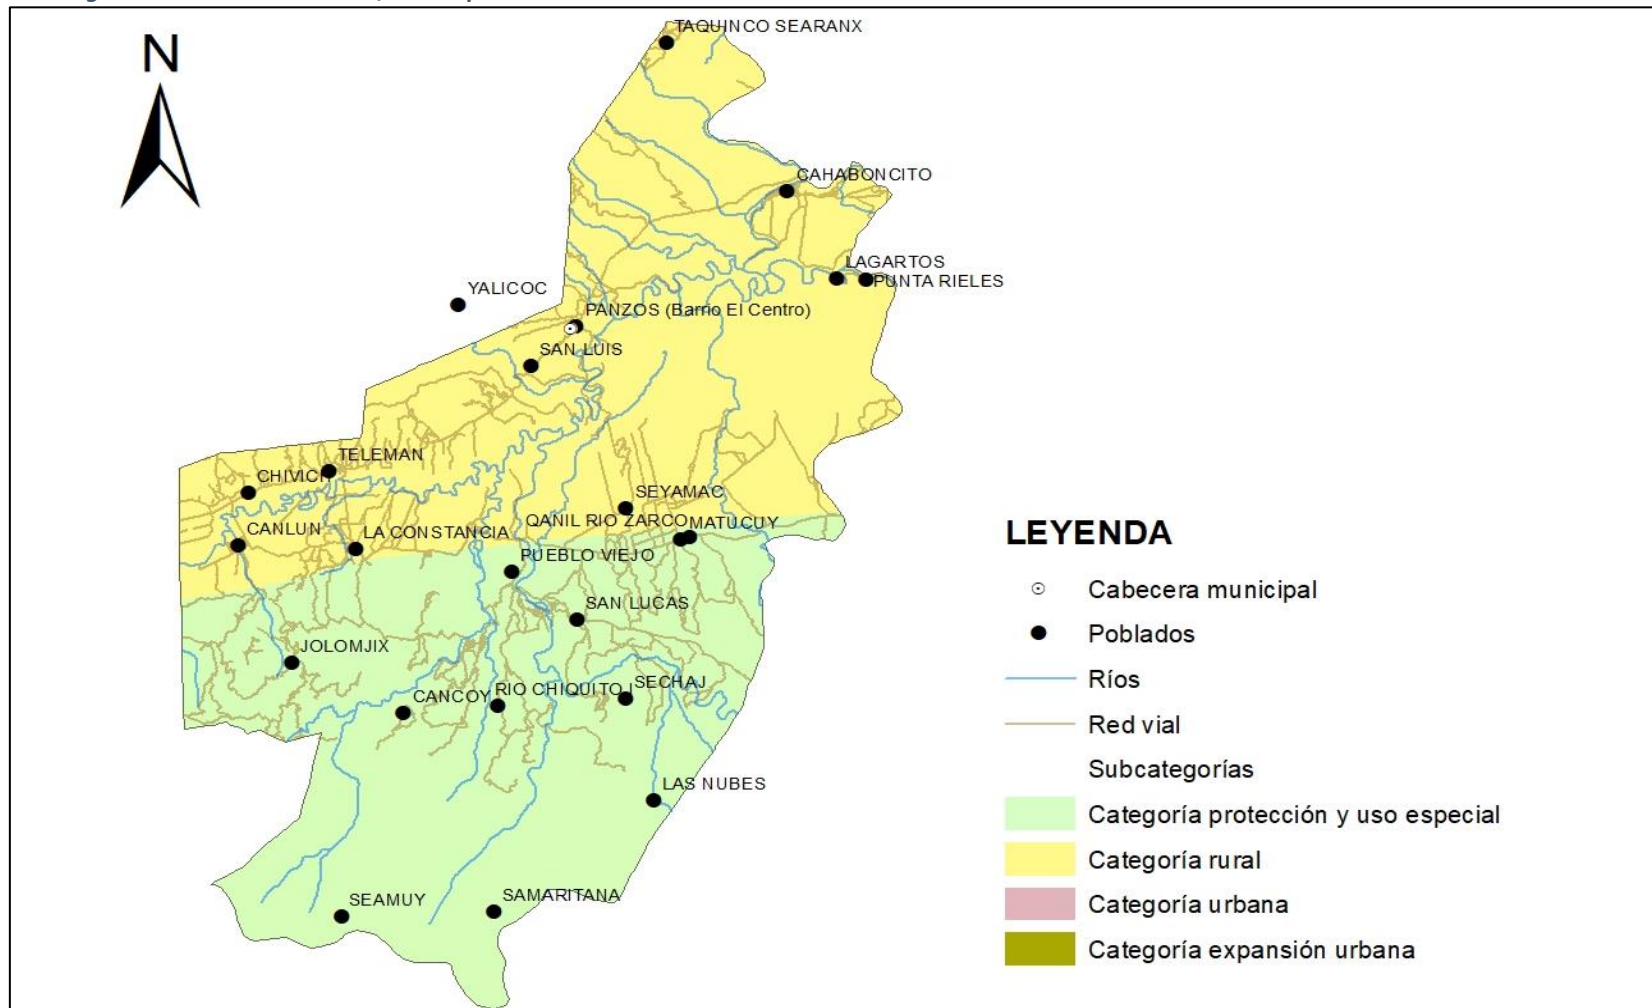 N
TAQUINCO SEARANX
CAHABONCITO
LAGARTOS
PUNTA RIELES
YALICOC
PANZOS (Barrio El Centro)
SAN LUIS
TELEMAN
CHIVICH
SEYAMAC
CANLUN
LA CONSTANCIA
QANIL RIO ZARCO
MATUCUY
PUEBLO VIEJO
SAN LUCAS
JOLOMJIX
CANCOY
RIO CHIQUITO I
SECHAJ
LAS NUBES
SEAMUY
SAMARITANA
LEYENDA
Cabecera municipal
Poblados
Ríos
Red vial
Subcategorías
Categoría protección y uso especial
Categoría rural
Categoría urbana
Categoría expansión urbana